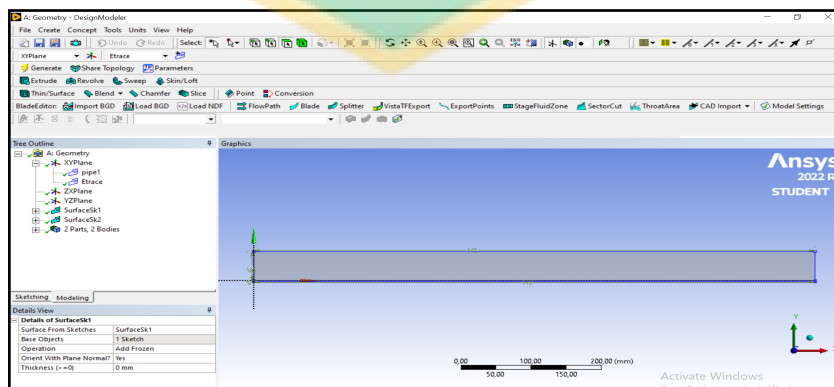 A: Geometry - DesignModeler
File Create Concept Tools Units View Help
Undo Redo Select:
XYPlane Etrace
Generate Share Topology Parameters
Extrude Revolve Sweep Skin/Loft
Thin/Surface Blend Chamfer Slice Point Conversion
BladeEditor: Import BGD Load BGD Load NDF FlowPath Blade Splitter VistaTFExport ExportPoints StageFluidZone SectorCut ThroatArea CAD Import Model Settings
Tree Outline
A: Geometry
XYPlane
pipe1
Etrace
ZXPlane
YZPlane
SurfaceSk1
SurfaceSk2
2 Parts, 2 Bodies
Sketching Modeling
Details View
Details of SurfaceSk1
Surface From Sketches SurfaceSk1
Base Objects 1 Sketch
Operation Add Frozen
Orient With Plane Normal? Yes
Thickness (>=0) 0 mm
Graphics
Ansys
2022 R
STUDENT
0,00 100,00 200,00 (mm)
50,00 150,00
Y
Activate Windows